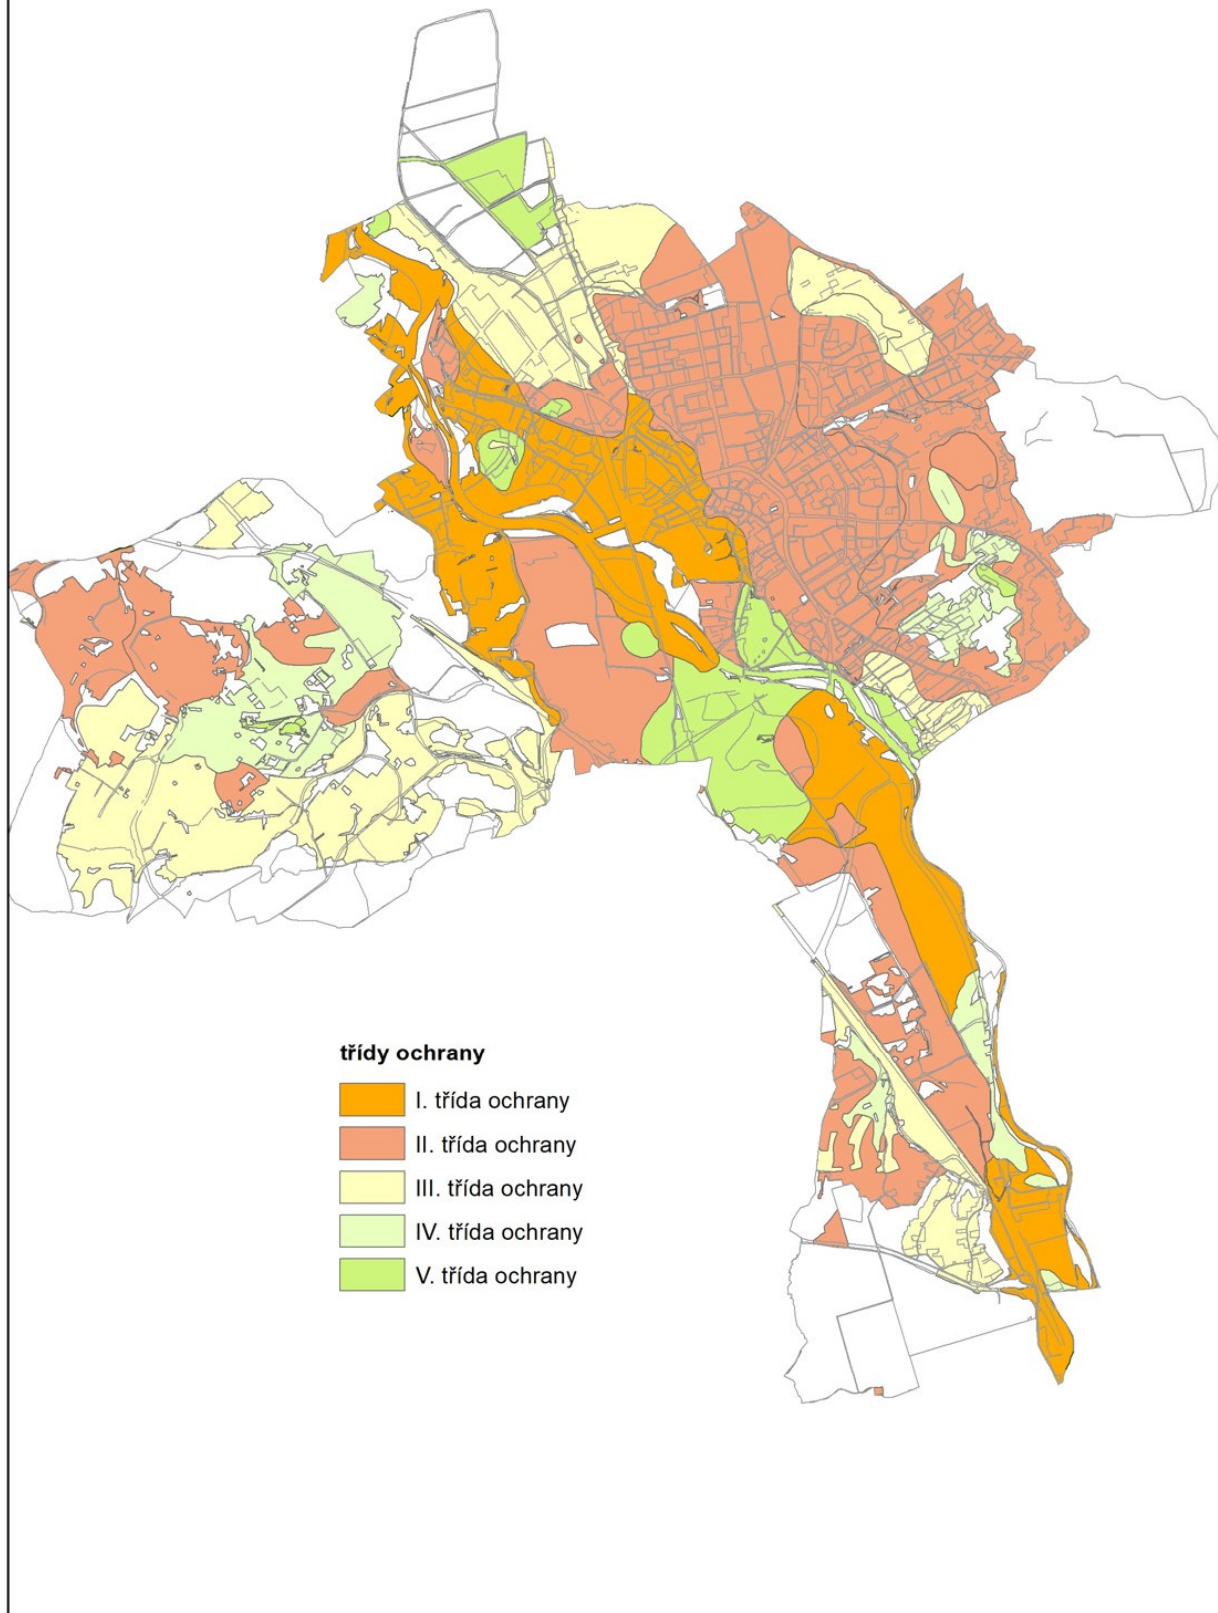 třídy ochrany
I. třída ochrany
II. třída ochrany
III. třída ochrany
IV. třída ochrany
V. třída ochrany